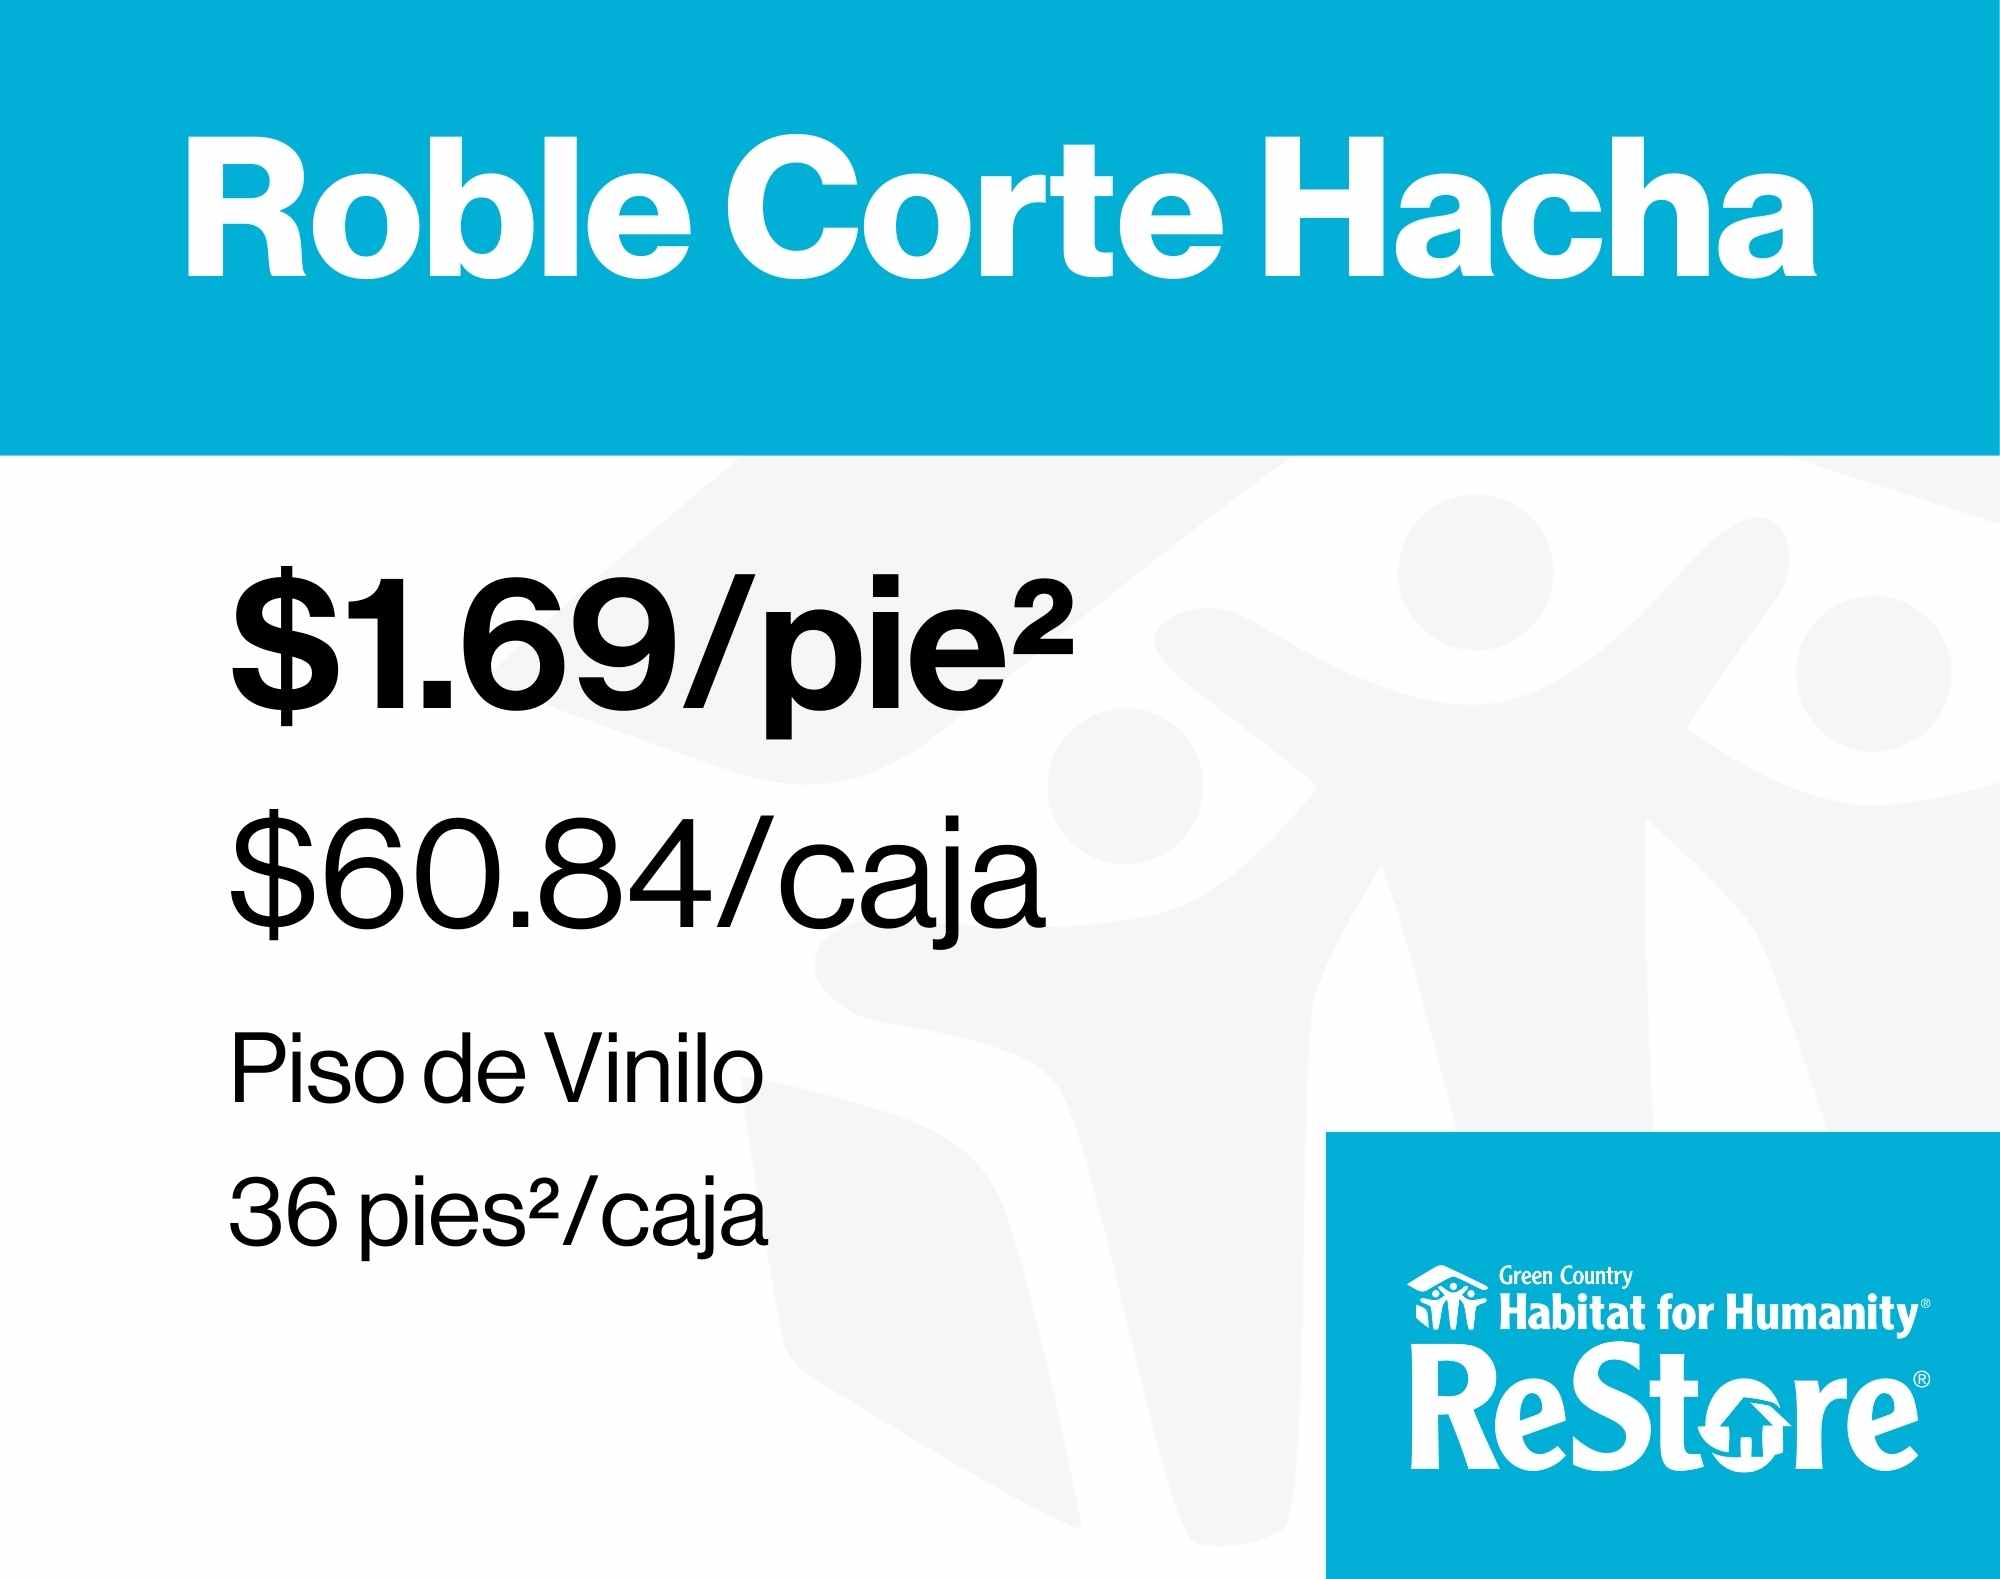 Roble Corte Hacha
$1.69/pie²
$60.84/caja
Piso de Vinilo
36 pies²/caja
Green Country
Habitat for Humanity®
ReStore®